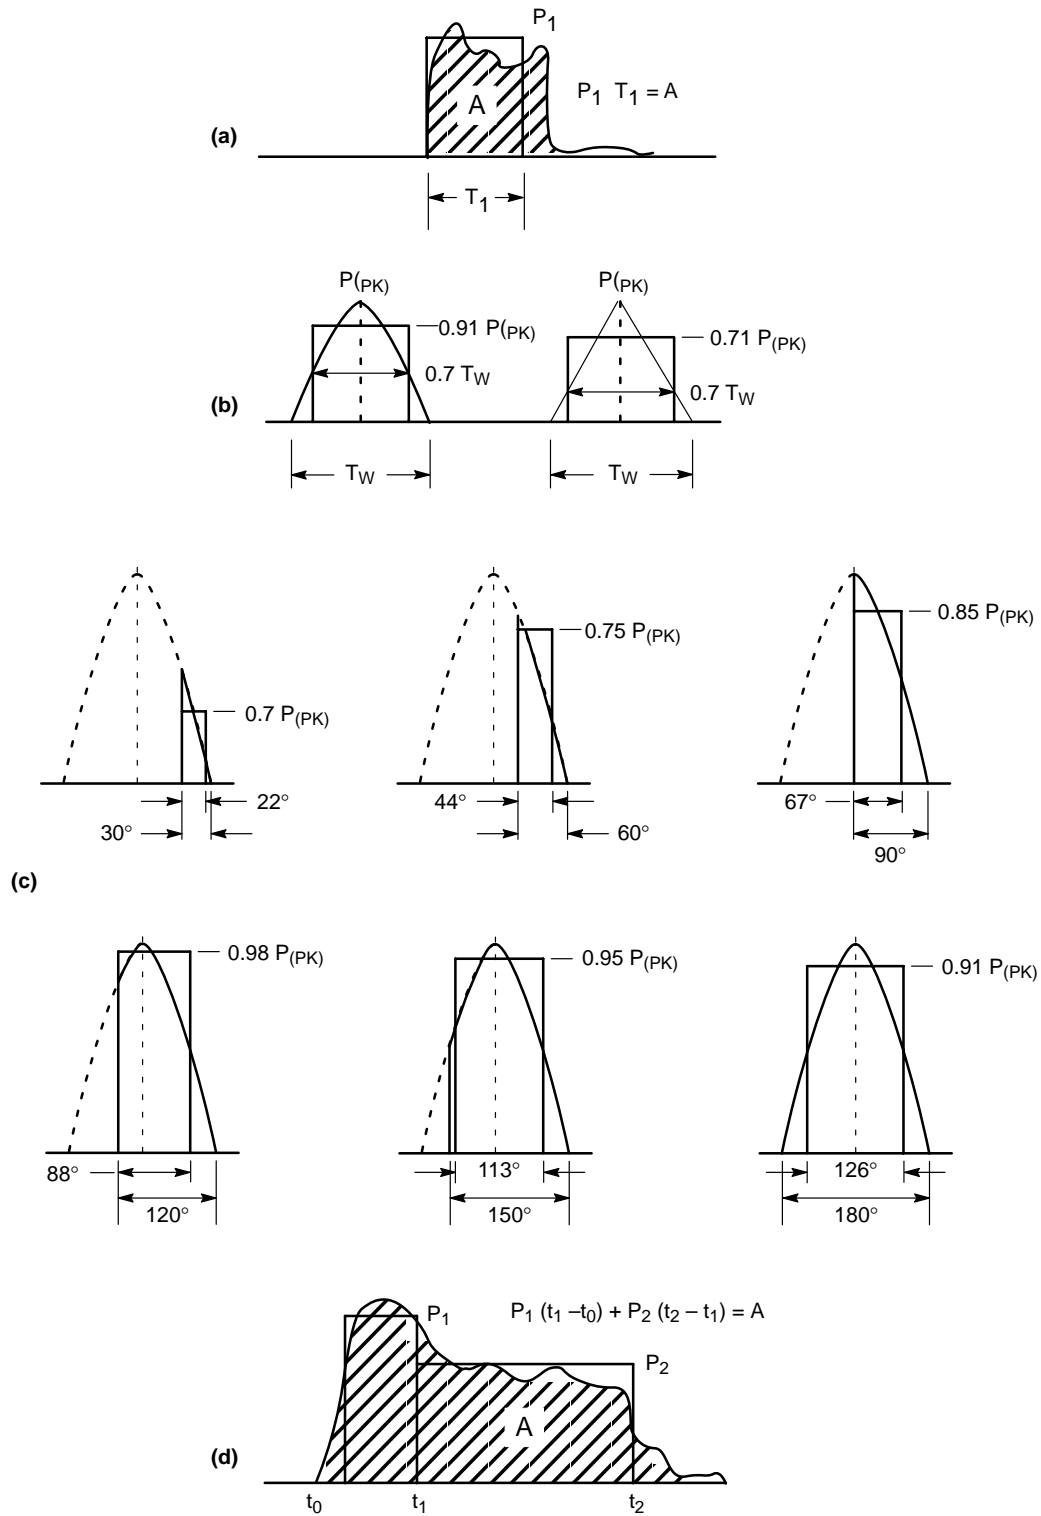 P1
P1 T1 = A
A
(a)
T1
P(PK)
P(PK)
0.91 P(PK)
0.71 P(PK)
0.7 TW
0.7 TW
(b)
TW
TW
0.7 P(PK)
0.75 P(PK)
0.85 P(PK)
22°
30°
44°
60°
67°
90°
(c)
0.98 P(PK)
0.95 P(PK)
0.91 P(PK)
88°
120°
113°
150°
126°
180°
P1
P1 (t1 –t0) + P2 (t2 – t1) = A
P2
A
(d)
t0
t1
t2